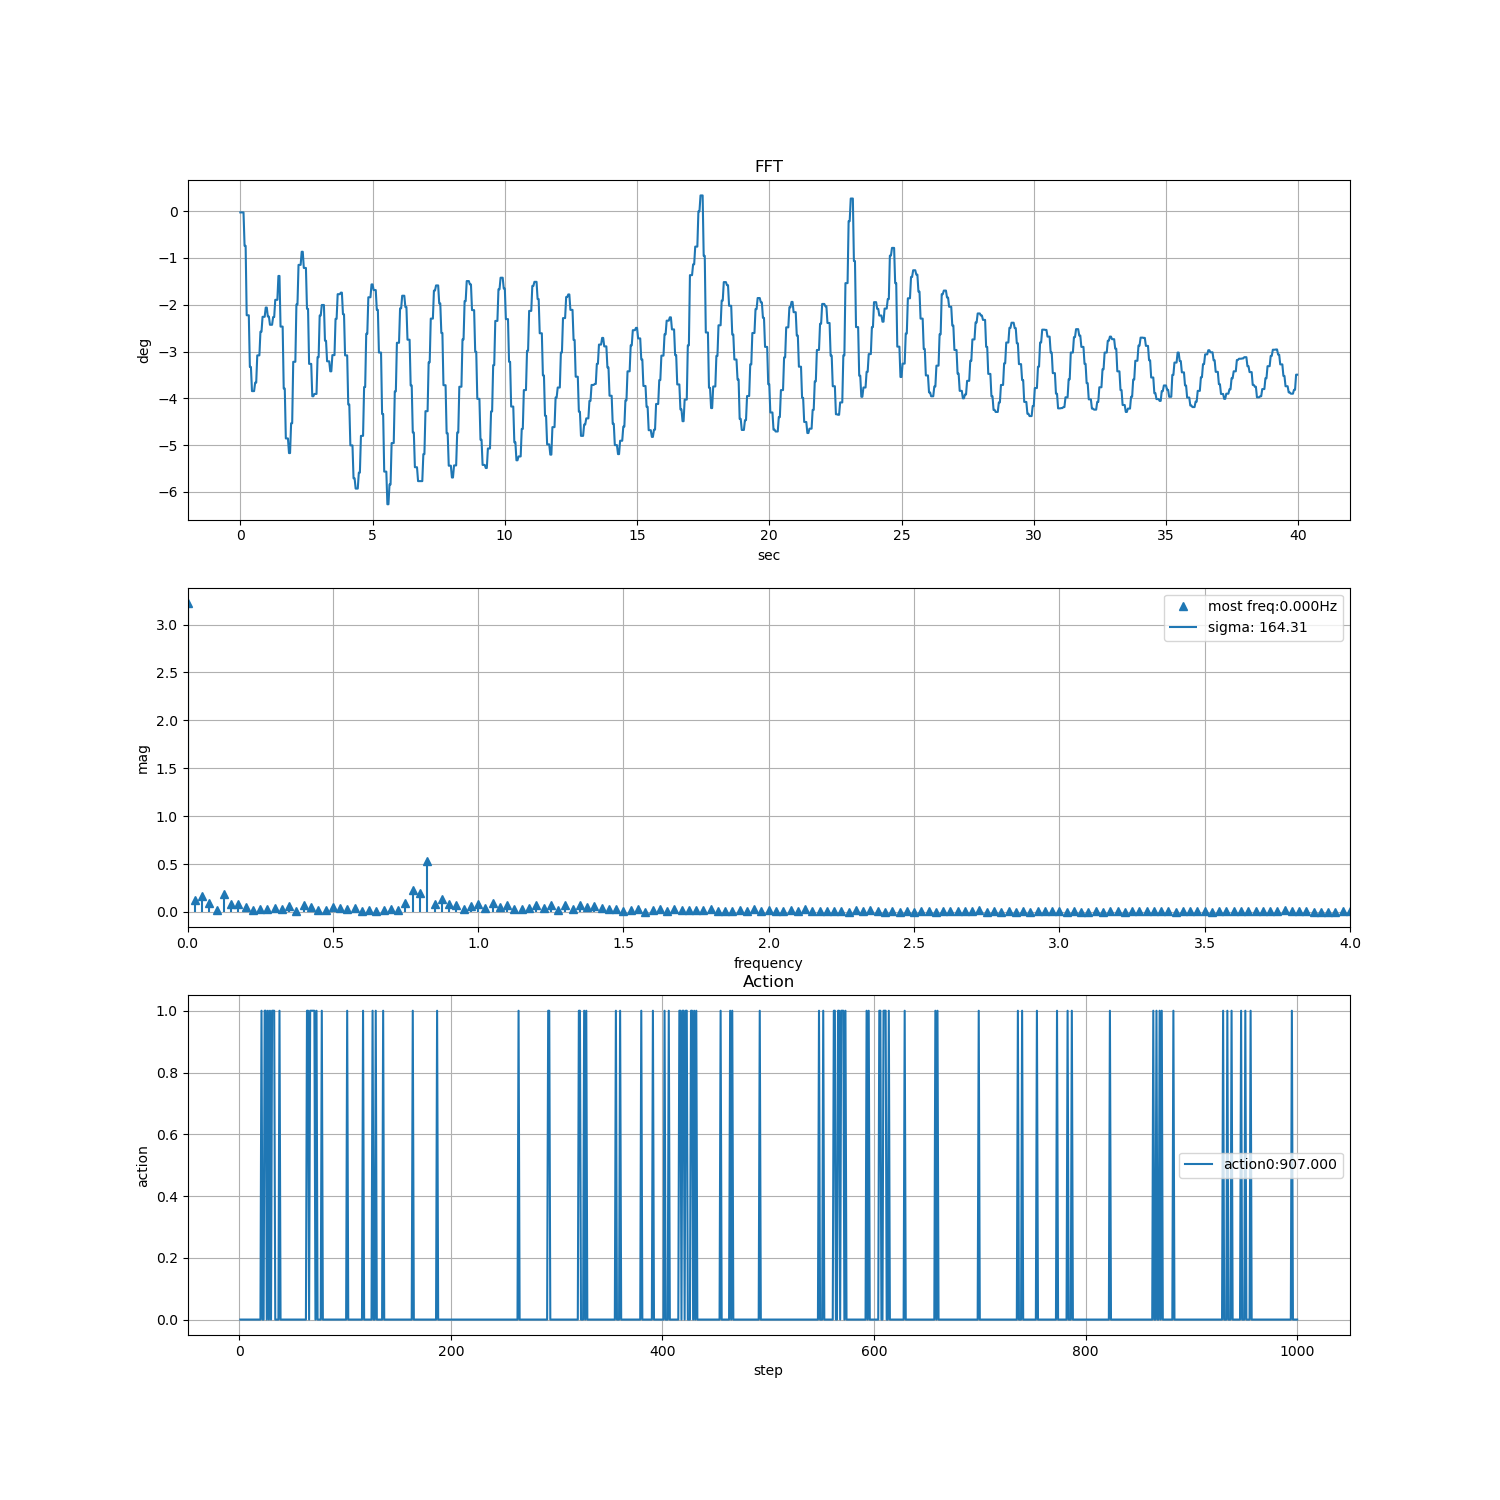 FFT
0
−1
−2
−3
−4
−5
−6
deg
0 5 10 15 20 25 30 35 40
sec
most freq:0.000Hz
sigma: 164.31
3.0
2.5
2.0
1.5
1.0
0.5
0.0
mag
0.0 0.5 1.0 1.5 2.0 2.5 3.0 3.5 4.0
frequency
Action
1.0
0.8
0.6
0.4
0.2
0.0
action
action0:907.000
0 200 400 600 800 1000
step